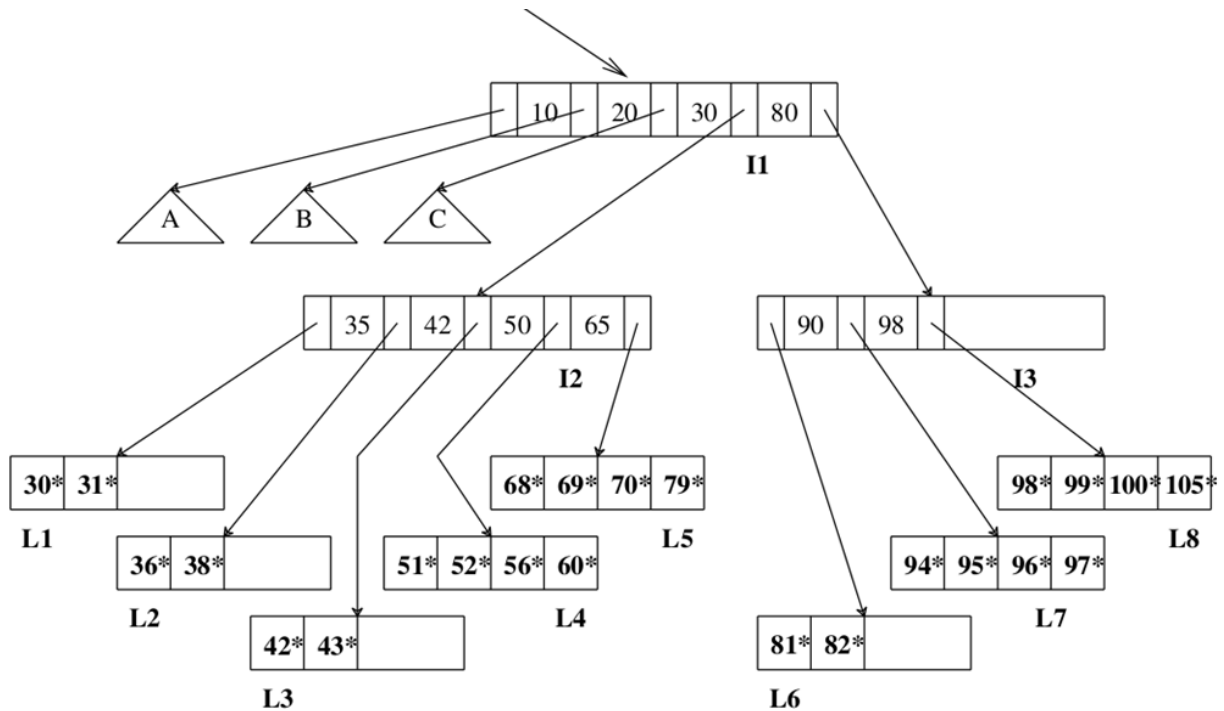 10 20 30 80
I1
A B C
35 42 50 65
90 98
I2
I3
30* 31*
68* 69* 70* 79*
98* 99* 100* 105*
L1
L5
L8
36* 38*
51* 52* 56* 60*
94* 95* 96* 97*
L2
L4
L7
42* 43*
81* 82*
L3
L6